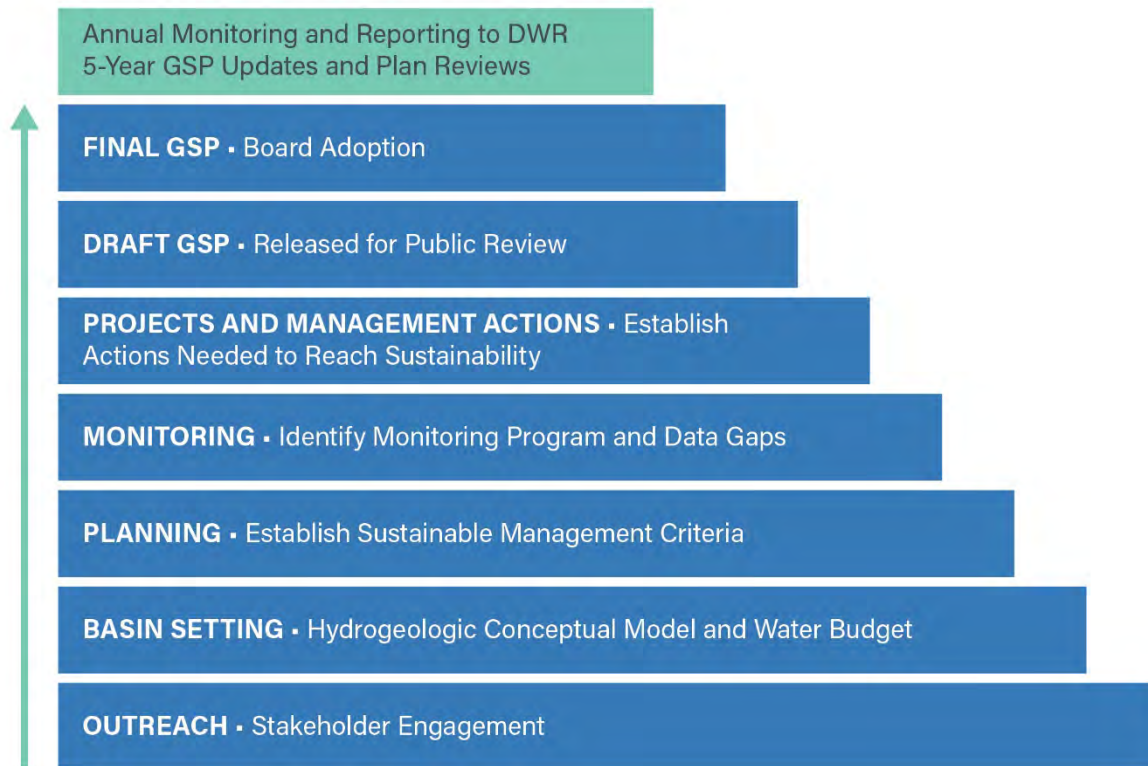 Annual Monitoring and Reporting to DWR
5-Year GSP Updates and Plan Reviews
FINAL GSP ▪ Board Adoption
DRAFT GSP ▪ Released for Public Review
PROJECTS AND MANAGEMENT ACTIONS ▪ Establish
Actions Needed to Reach Sustainability
MONITORING ▪ Identify Monitoring Program and Data Gaps
PLANNING ▪ Establish Sustainable Management Criteria
BASIN SETTING ▪ Hydrogeologic Conceptual Model and Water Budget
OUTREACH ▪ Stakeholder Engagement